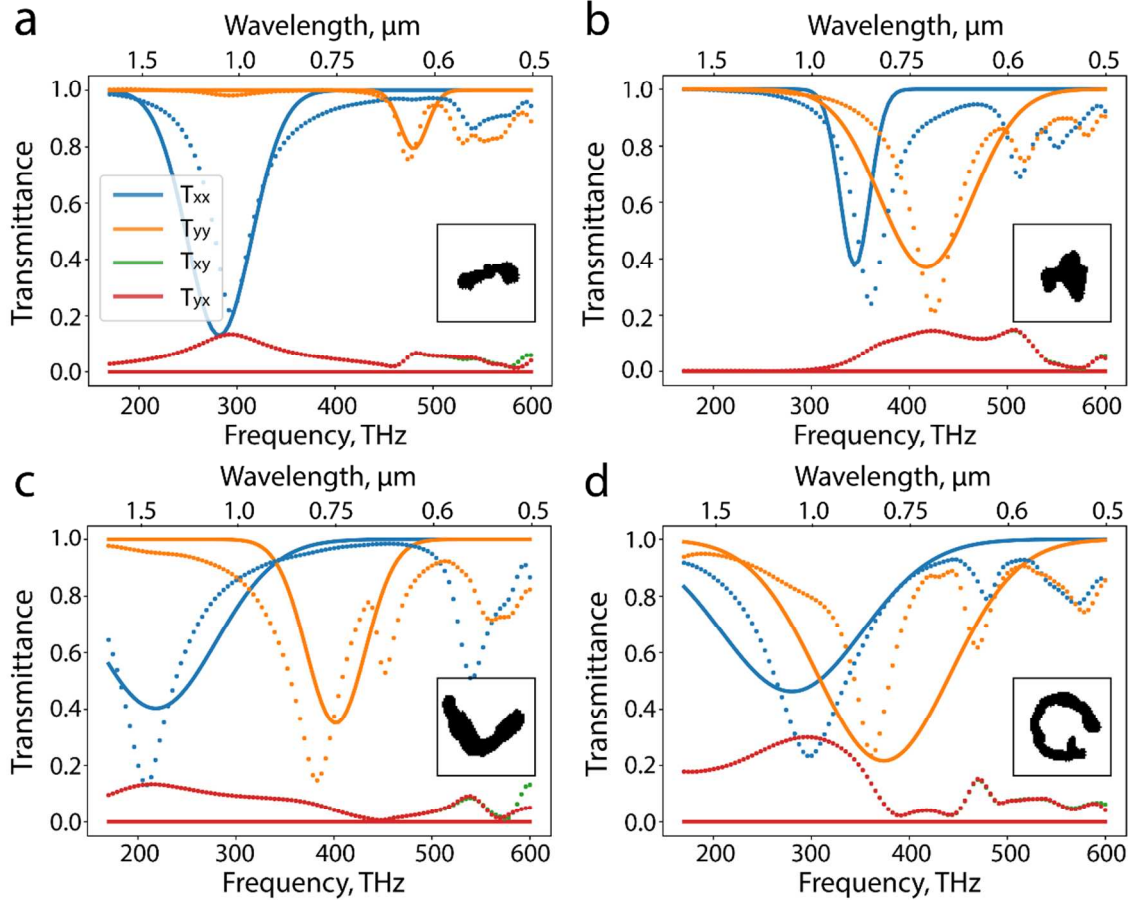 a
Wavelength, μm
1.5 1.0 0.75 0.6 0.5
1.0
0.8
0.6
0.4
0.2
0.0
Transmittance
Txx
Tyy
Txy
Tyx
200 300 400 500 600
Frequency, THz
b
Wavelength, μm
1.5 1.0 0.75 0.6 0.5
1.0
0.8
0.6
0.4
0.2
0.0
Transmittance
200 300 400 500 600
Frequency, THz
c
Wavelength, μm
1.5 1.0 0.75 0.6 0.5
1.0
0.8
0.6
0.4
0.2
0.0
Transmittance
200 300 400 500 600
Frequency, THz
d
Wavelength, μm
1.5 1.0 0.75 0.6 0.5
1.0
0.8
0.6
0.4
0.2
0.0
Transmittance
200 300 400 500 600
Frequency, THz